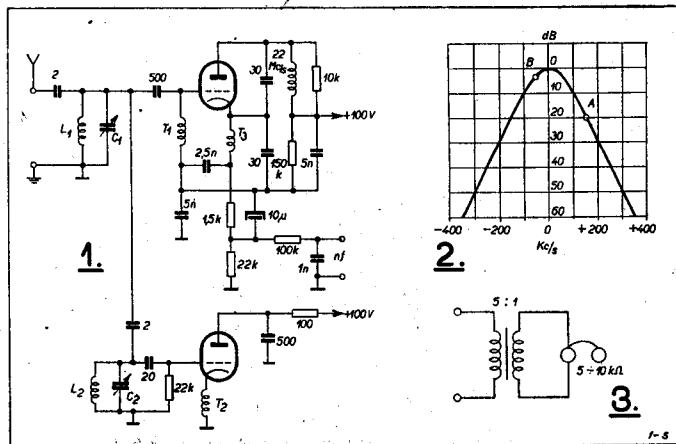 2
500
L1
C1
T1
2,5n
T3
30
22
Mc/s
10k
+100V
30
150
k
5n
5n
1,5k
10µ
100k
nf
1n
22k
1.
2
100
+100V
500
20
L2
C2
22k
T2
dB
B
A
0
10
20
30
40
50
60
-400
-200
0
+200
+400
Kc/s
2.
5:1
5÷10kΩ
3.
1-s